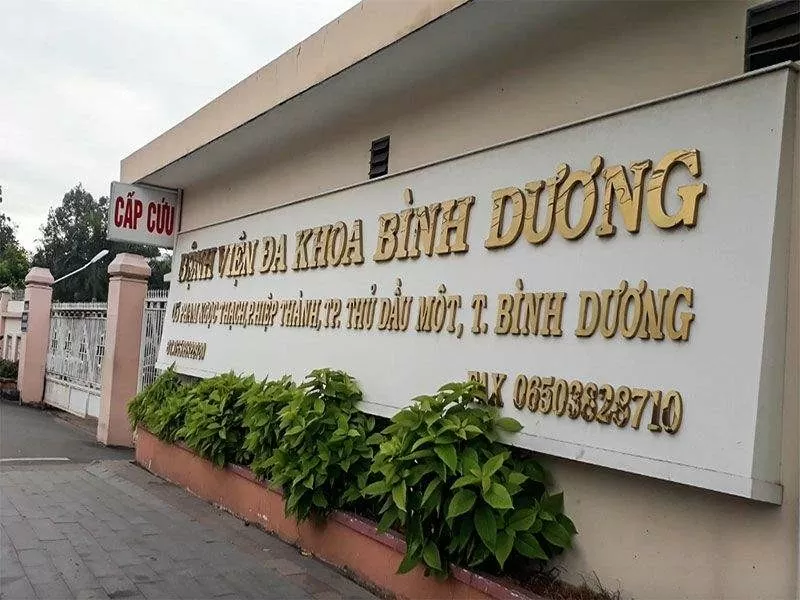 CẤP CỨU
BỆNH VIỆN ĐA KHOA BÌNH DƯƠNG
PHẠM NGỌC THẠCH, P.HIỆP THÀNH, TP. THỦ DẦU MỘT, T. BÌNH DƯƠNG
FAX 06503828710